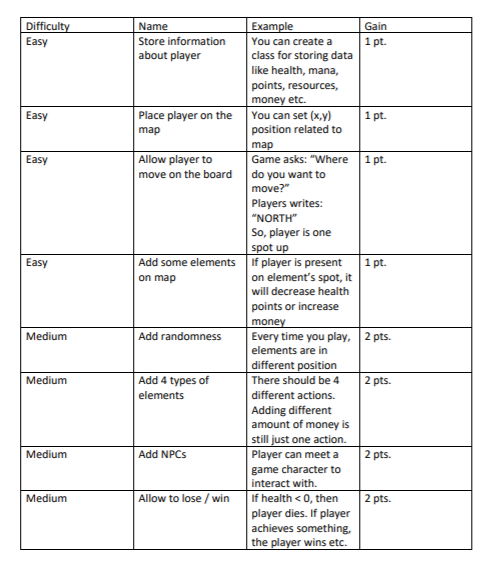 Difficulty Name Example Gain
Easy Store information You can create a 1 pt.
about player class for storing data
like health, mana,
points, resources,
money etc.
Easy Place player on the You can set (x,y) 1 pt.
map position related to
map
Easy Allow player to Game asks: “Where 1 pt.
move on the board do you want to
move?”
Players writes:
“NORTH”
So, player is one
spot up
Easy Add some elements If player is present 1 pt.
on map on element’s spot, it
will decrease health
points or increase
money
Medium Add randomness Every time you play, 2 pts.
elements are in
different position
Medium Add 4 types of There should be 4 2 pts.
elements different actions.
Adding different
amount of money is
still just one action.
Medium Add NPCs Player can meet a 2 pts.
game character to
interact with.
Medium Allow to lose / win If health < 0, then 2 pts.
player dies. If player
achieves something,
the player wins etc.